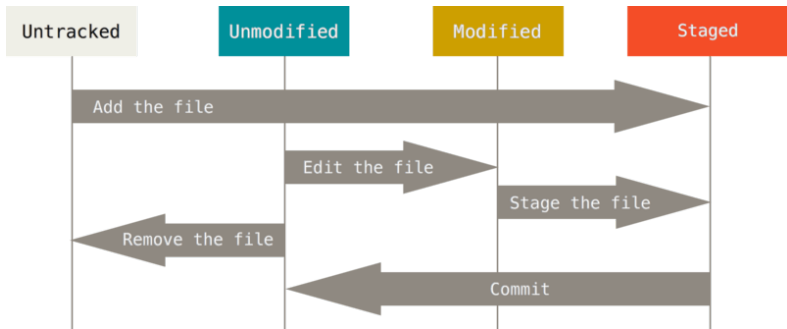 Untracked
Unmodified
Modified
Staged
Add the file
Edit the file
Stage the file
Remove the file
Commit